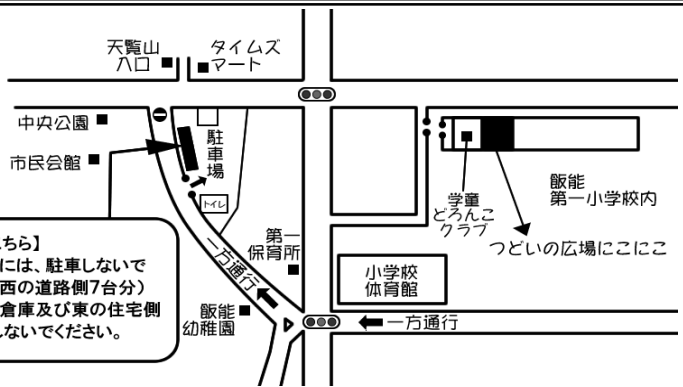 天覧山
入口
タイムズ
マート
中央公園
市民会館
駐車場
トイレ
学童
どろんこ
クラブ
飯能
第一小学校内
つどいの広場にこにこ
第一
保育所
一方通行
小学校
体育館
飯能
幼稚園
一方通行
ちら】
には、駐車しないで
西の道路側7台分）
倉庫及び東の住宅側
しないでください。